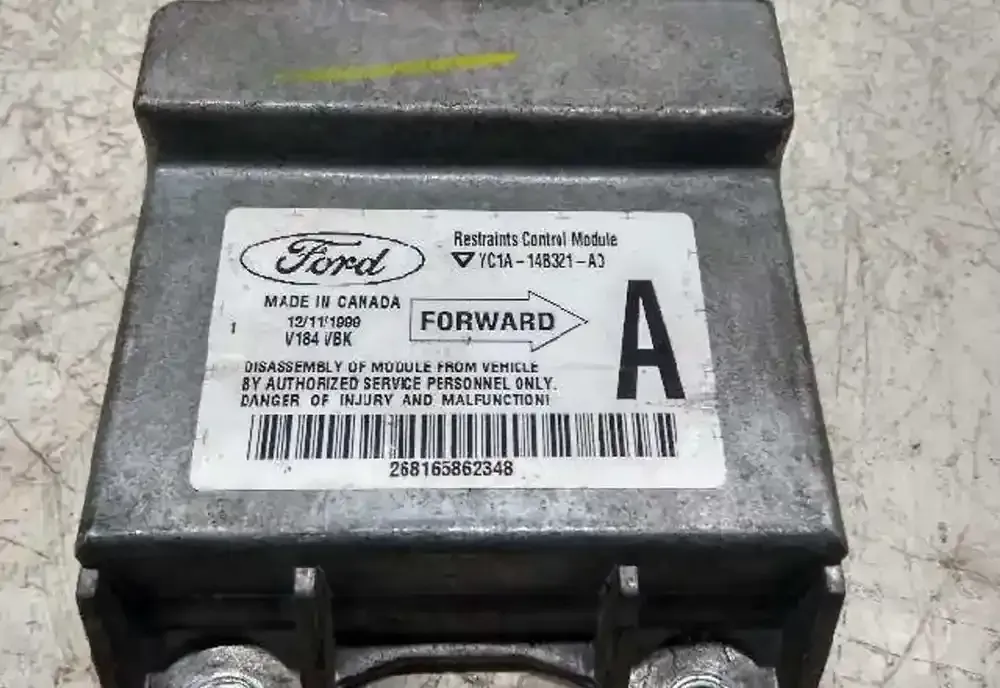 Ford
Restraints Control Module
YC1A-14B321-A
MADE IN CANADA
12/11/1999
FORWARD
A
1
V184 VBK
DISASSEMBLY OF MODULE FROM VEHICLE
BY AUTHORIZED SERVICE PERSONNEL ONLY.
DANGER OF INJURY AND MALFUNCTION!
268165862348